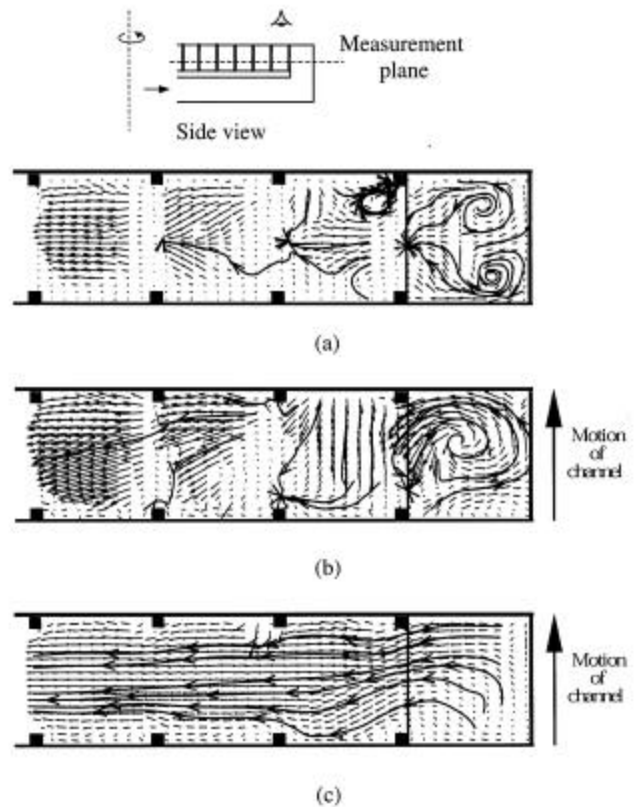 Measurement
plane
Side view
(a)
(b)
Motion
of
channel
(c)
Motion
of
channel